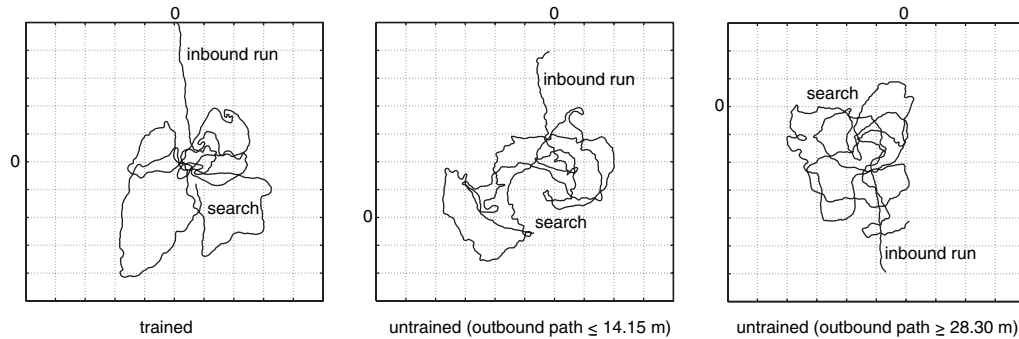 0
inbound run
0
search
trained
0
inbound run
0
search
untrained (outbound path ≤ 14.15 m)
0
search
0
inbound run
untrained (outbound path ≥ 28.30 m)